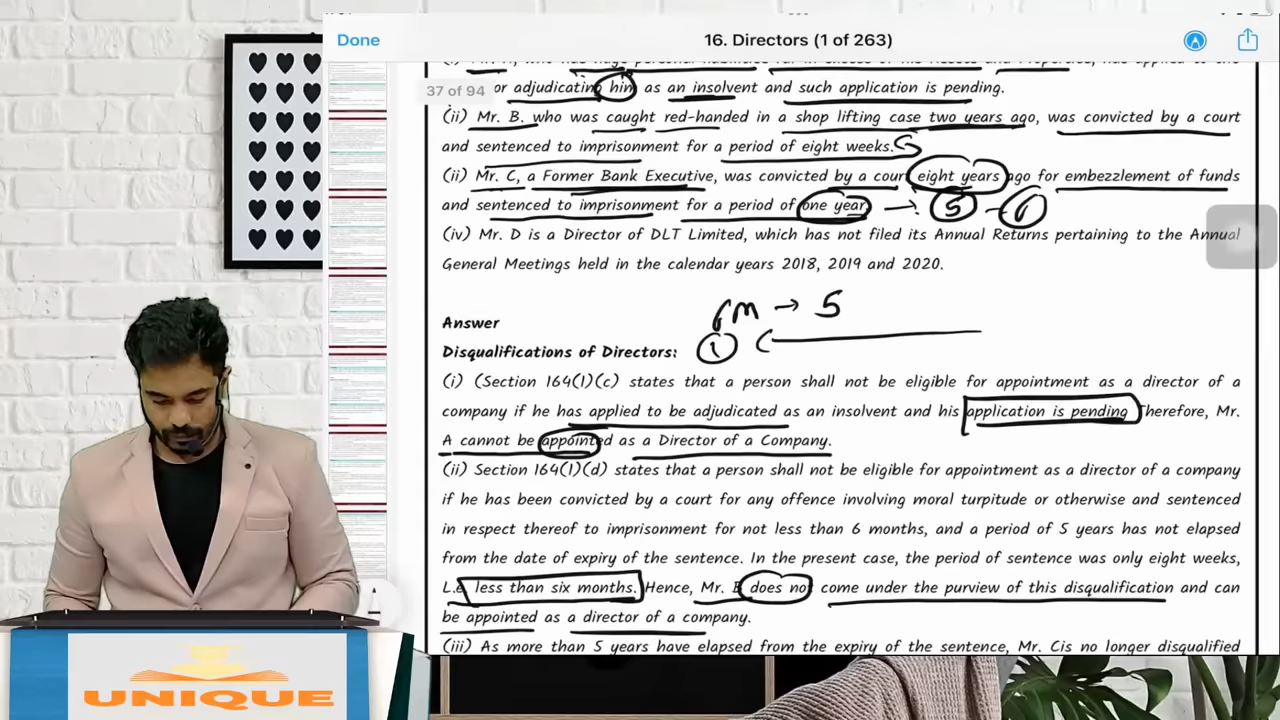 Done
16. Directors (1 of 263)
37 of 94
or adjudicating him as an insolvent and such application is pending.
(ii) Mr. B. who was caught red-handed in a shop lifting case two years ago, was convicted by a court
and sentenced to imprisonment for a period of eight weeks.
(ii) Mr. C, a Former Bank Executive, was convicted by a court eight years ago for embezzlement of funds
and sentenced to imprisonment for a period of one year. → 5
(iv) Mr. D is a Director of DLT Limited, which has not filed its Annual Returns pertaining to the Annual
General Meetings held in the calendar years 2018, 2019 and 2020.
6m → 5
Answer
Disqualifications of Directors: 1
(i) (Section 164(1)(c) states that a person shall not be eligible for appointment as a director of a
company, if he has applied to be adjudicated as an insolvent and his application is pending. Therefore, Mr.
A cannot be appointed as a Director of a Company.
(ii) Section 164(1)(d) states that a person shall not be eligible for appointment as a director of a company
if he has been convicted by a court for any offence involving moral turpitude or otherwise and sentenced
in respect thereof to imprisonment for not less than 6 months, and a period of 5 years has not elapsed
from the date of expiry of the sentence. In the present case, the period of sentence was only eight weeks,
I.e. less than six months. Hence, Mr. B does not come under the purview of this disqualification and can
be appointed as a director of a company.
(iii) As more than 5 years have elapsed from the expiry of the sentence, Mr. Cis no longer disqualified
UNIQUE